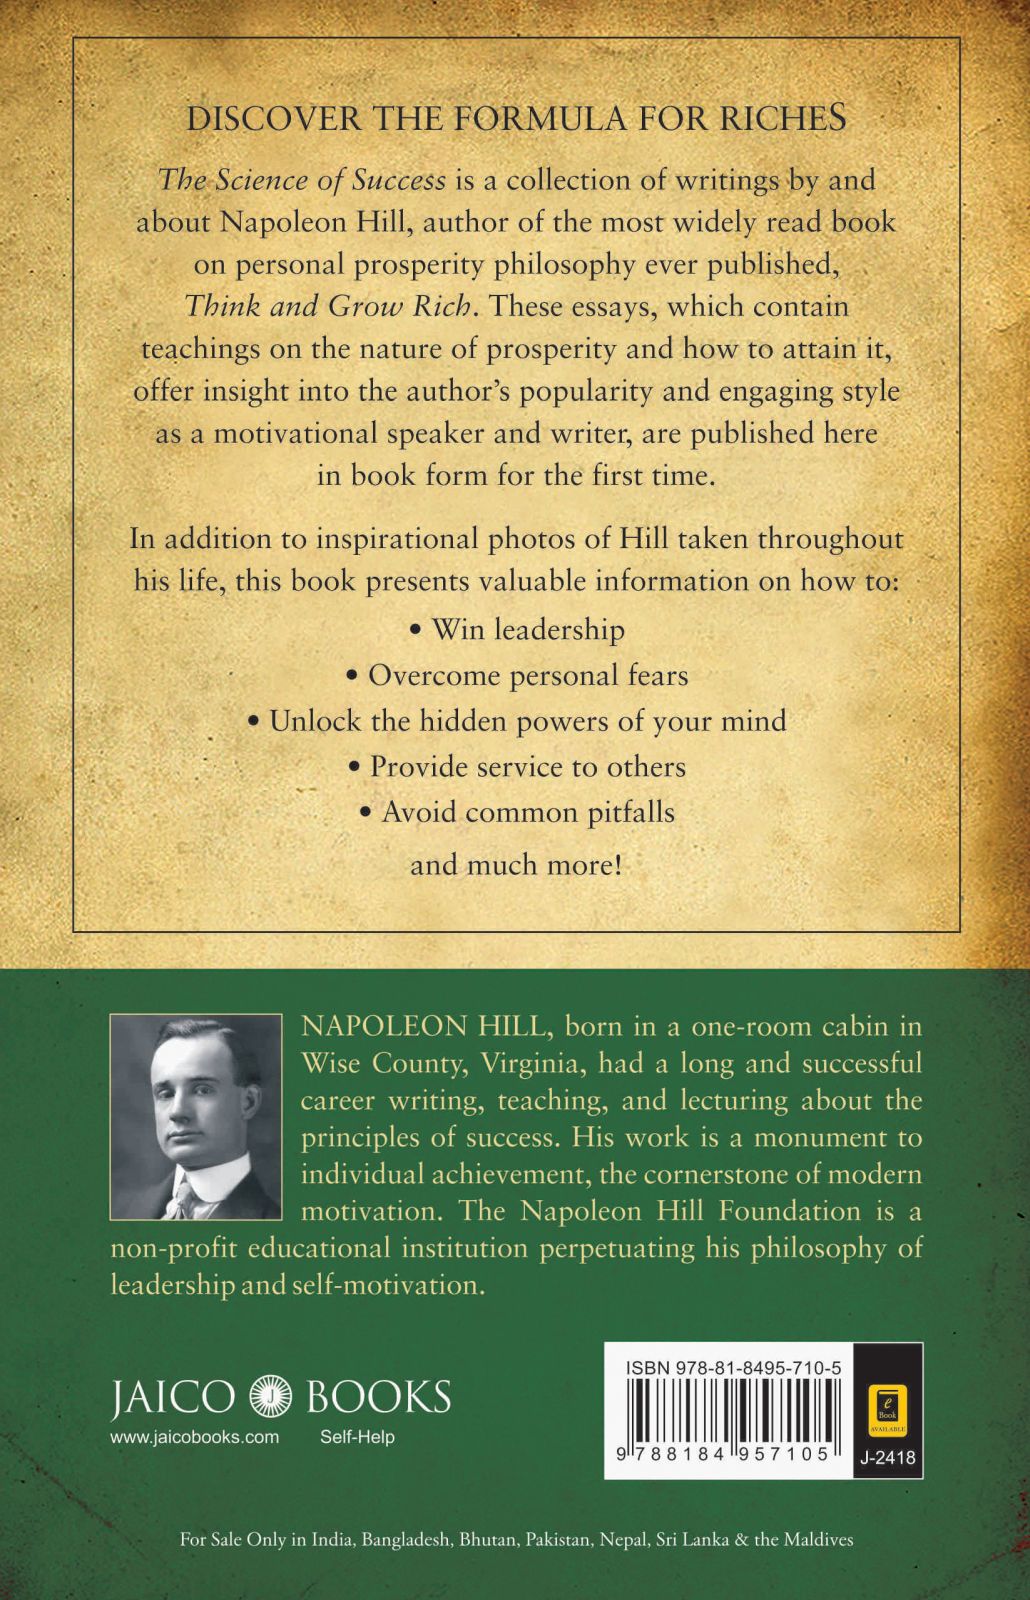 DISCOVER THE FORMULA FOR RICHES
The Science of Success is a collection of writings by and
about Napoleon Hill, author of the most widely read book
on personal prosperity philosophy ever published,
Think and Grow Rich. These essays, which contain
teachings on the nature of prosperity and how to attain it,
offer insight into the author's popularity and engaging style
as a motivational speaker and writer, are published here
in book form for the first time.
In addition to inspirational photos of Hill taken throughout
his life, this book presents valuable information on how to:
• Win leadership
• Overcome personal fears
• Unlock the hidden powers of your mind
• Provide service to others
• Avoid common pitfalls
and much more!
NAPOLEON HILL, born in a one-room cabin in
Wise County, Virginia, had a long and successful
career writing, teaching, and lecturing about the
principles of success. His work is a monument to
individual achievement, the cornerstone of modern
motivation. The Napoleon Hill Foundation is a
non-profit educational institution perpetuating his philosophy of
leadership and self-motivation.
JAICO J BOOKS
www.jaicobooks.com Self-Help
ISBN 978-81-8495-710-5
9 788184 957105
e
Book
AVAILABLE
J-2418
For Sale Only in India, Bangladesh, Bhutan, Pakistan, Nepal, Sri Lanka & the Maldives